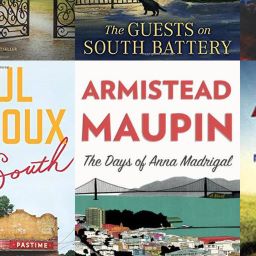 THE GUESTS ON
SOUTH BATTERY
UL
OUX
South
PASTIME
ARMISTEAD
MAUPIN
The Days of Anna Madrigal